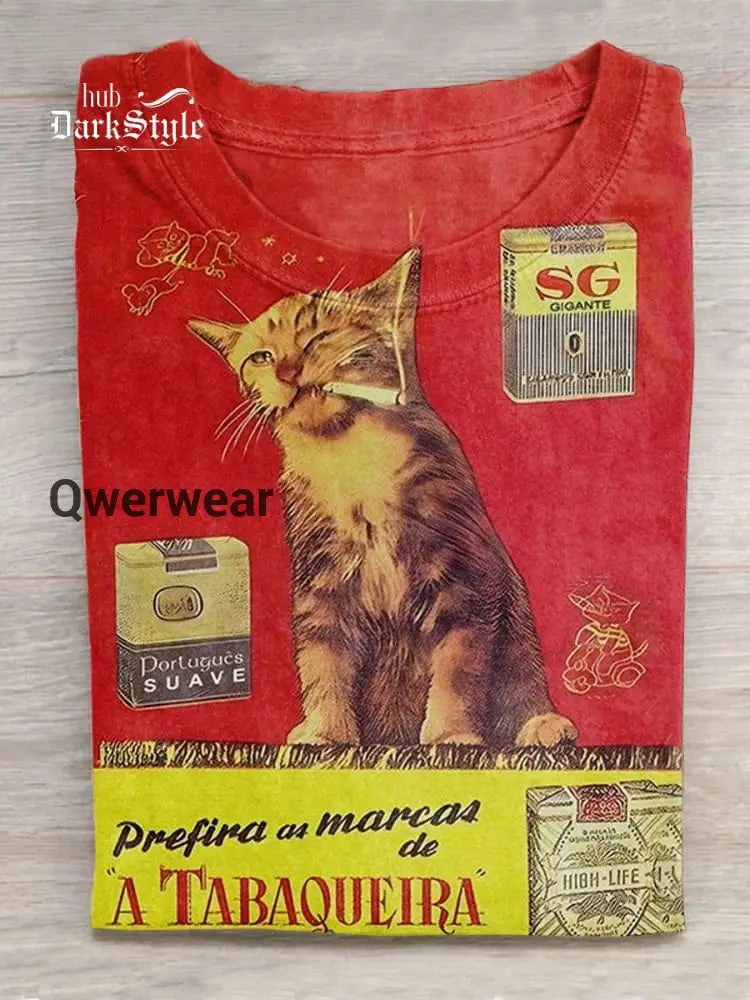 hub
DarkStyle
SG
GIGANTE
Qwerwear
Português
SUAVE
Prefira as marcas
de
"A TABAQUEIRA"
HIGH-LIFE